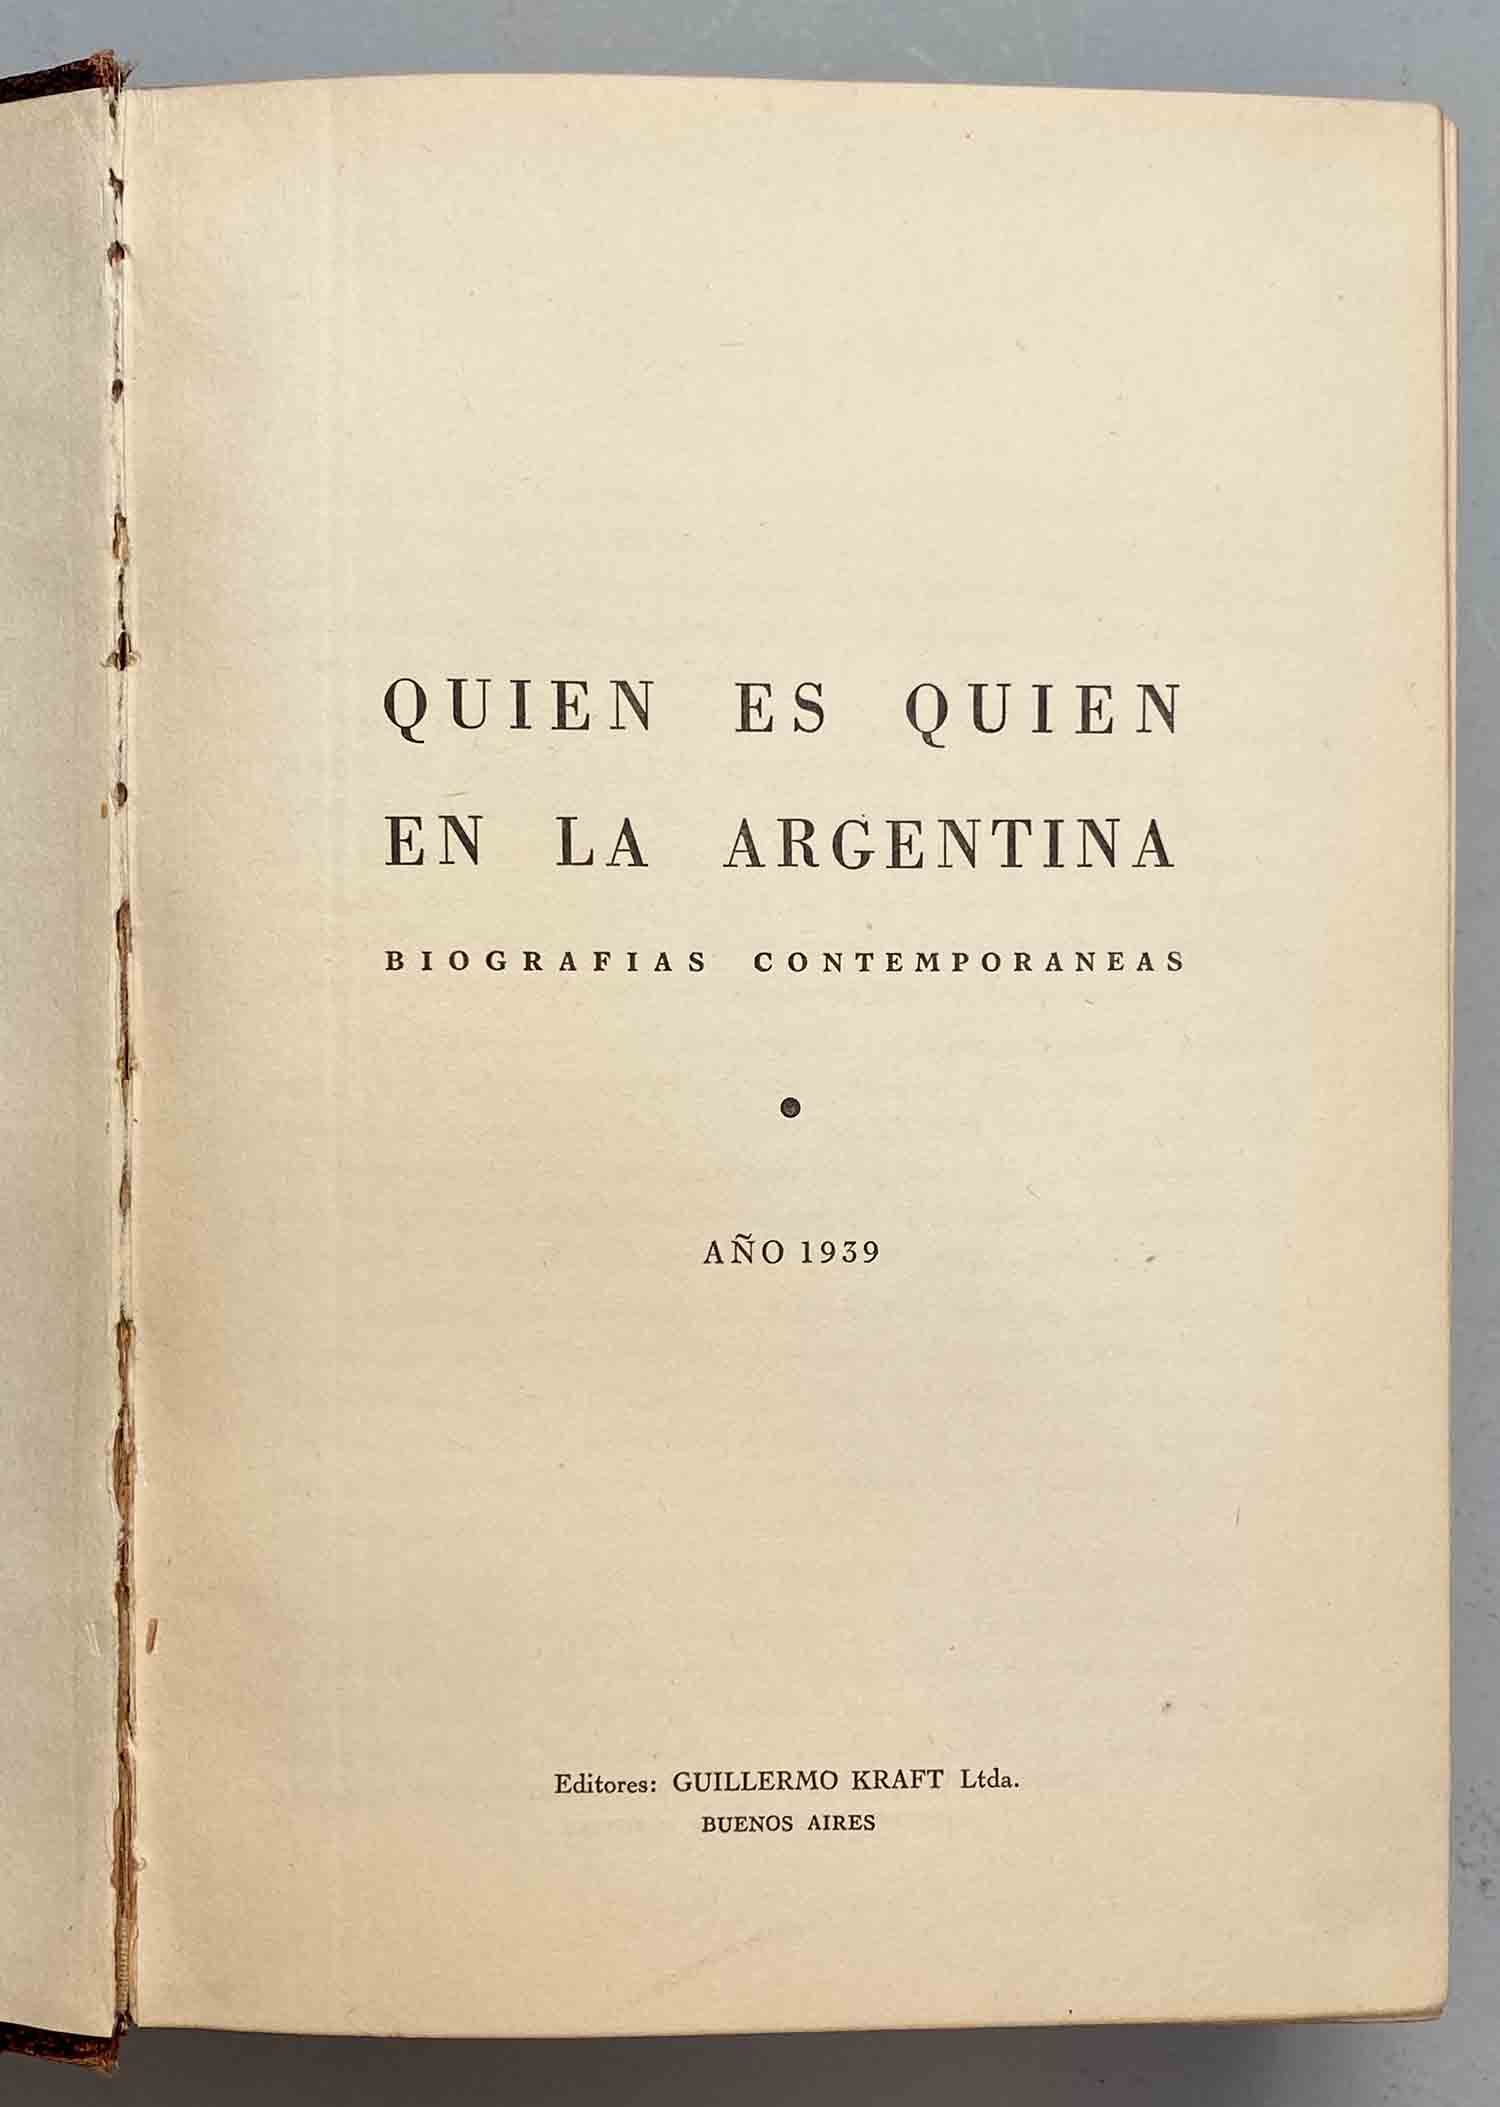 QUIEN ES QUIEN
EN LA ARGENTINA
BIOGRAFIAS CONTEMPORANEAS
AÑO 1939
Editores: GUILLERMO KRAFT Ltda.
BUENOS AIRES